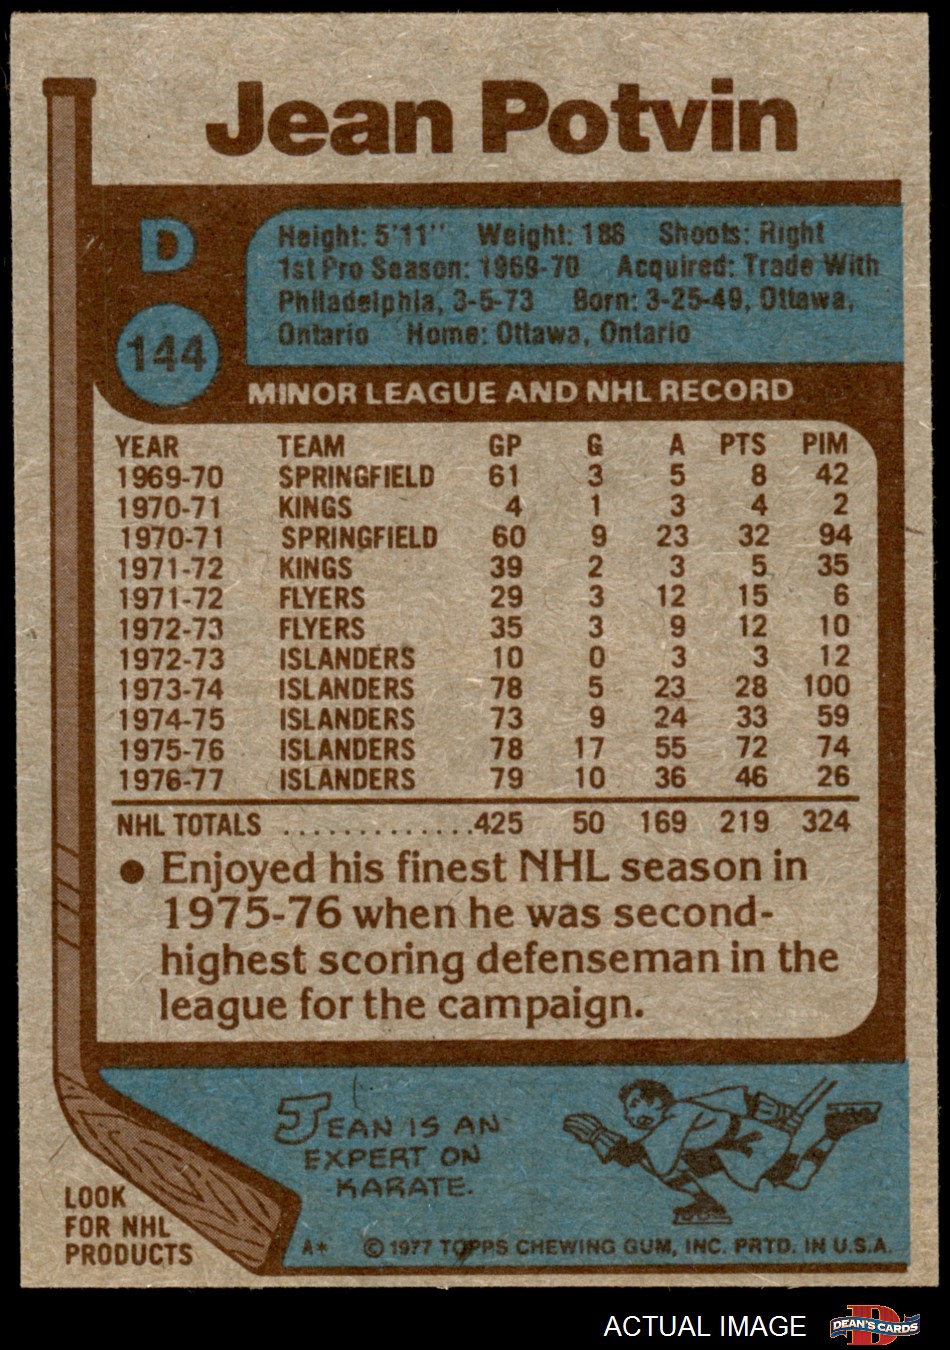 Jean Potvin
D
144
Height: 5'11" Weight: 188 Shoots: Right
1st Pro Season: 1969-70 Acquired: Trade With
Philadelphia, 3-5-73 Born: 3-25-49, Ottawa,
Ontario Home: Ottawa, Ontario
MINOR LEAGUE AND NHL RECORD
YEAR TEAM GP G A PTS PIM
1969-70 SPRINGFIELD 61 3 5 8 42
1970-71 KINGS 4 1 3 4 2
1970-71 SPRINGFIELD 60 9 23 32 94
1971-72 KINGS 39 2 3 5 35
1971-72 FLYERS 29 3 12 15 6
1972-73 FLYERS 35 3 9 12 10
1972-73 ISLANDERS 10 0 3 3 12
1973-74 ISLANDERS 78 5 23 28 100
1974-75 ISLANDERS 73 9 24 33 59
1975-76 ISLANDERS 78 17 55 72 74
1976-77 ISLANDERS 79 10 36 46 26
NHL TOTALS .............425 50 169 219 324
● Enjoyed his finest NHL season in
1975-76 when he was second-
highest scoring defenseman in the
league for the campaign.
JEAN IS AN
EXPERT ON
KARATE.
LOOK
FOR NHL
PRODUCTS
A* © 1977 TOPPS CHEWING GUM, INC. PRTD. IN U.S.A.
ACTUAL IMAGE
D
DEAN'S CARDS